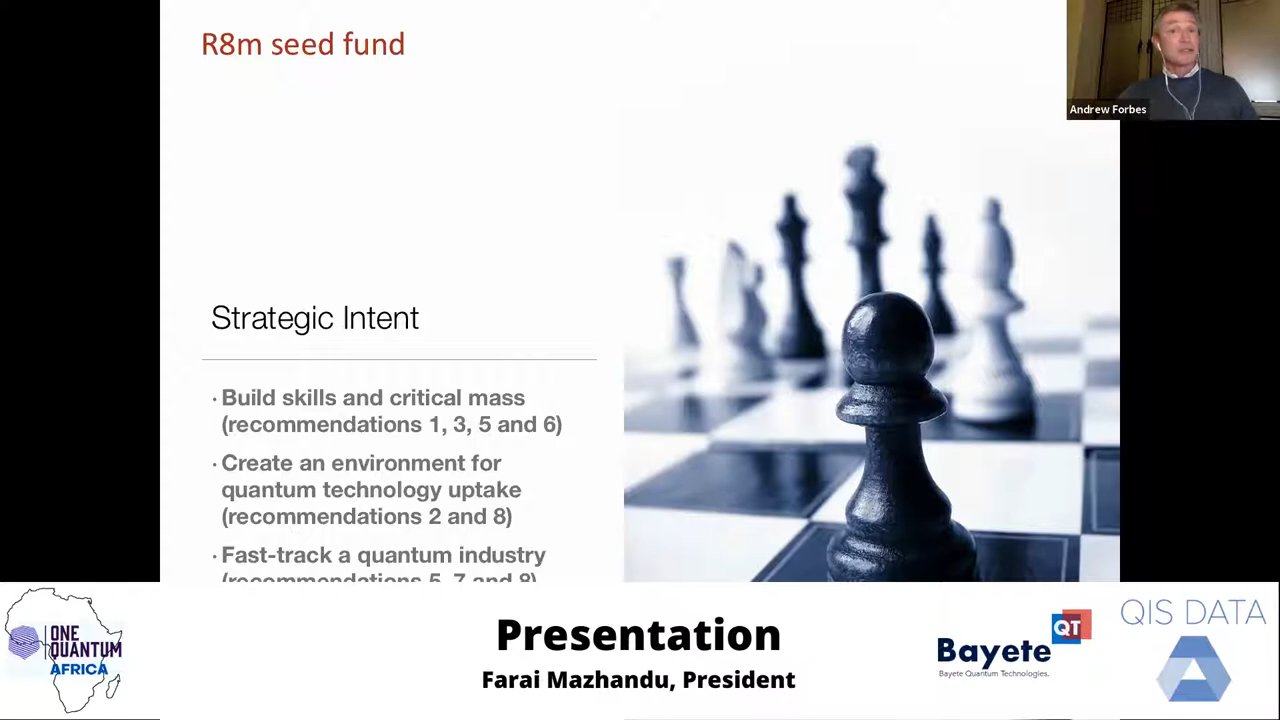 R8m seed fund
Andrew Forbes
Strategic Intent
· Build skills and critical mass
(recommendations 1, 3, 5 and 6)
· Create an environment for
quantum technology uptake
(recommendations 2 and 8)
· Fast-track a quantum industry
(recommendations 5, 7 and 8)
ONE
QUANTUM
AFRICA
Presentation
Farai Mazhandu, President
QT
Bayete
Bayete Quantum Technologies.
QIS DATA